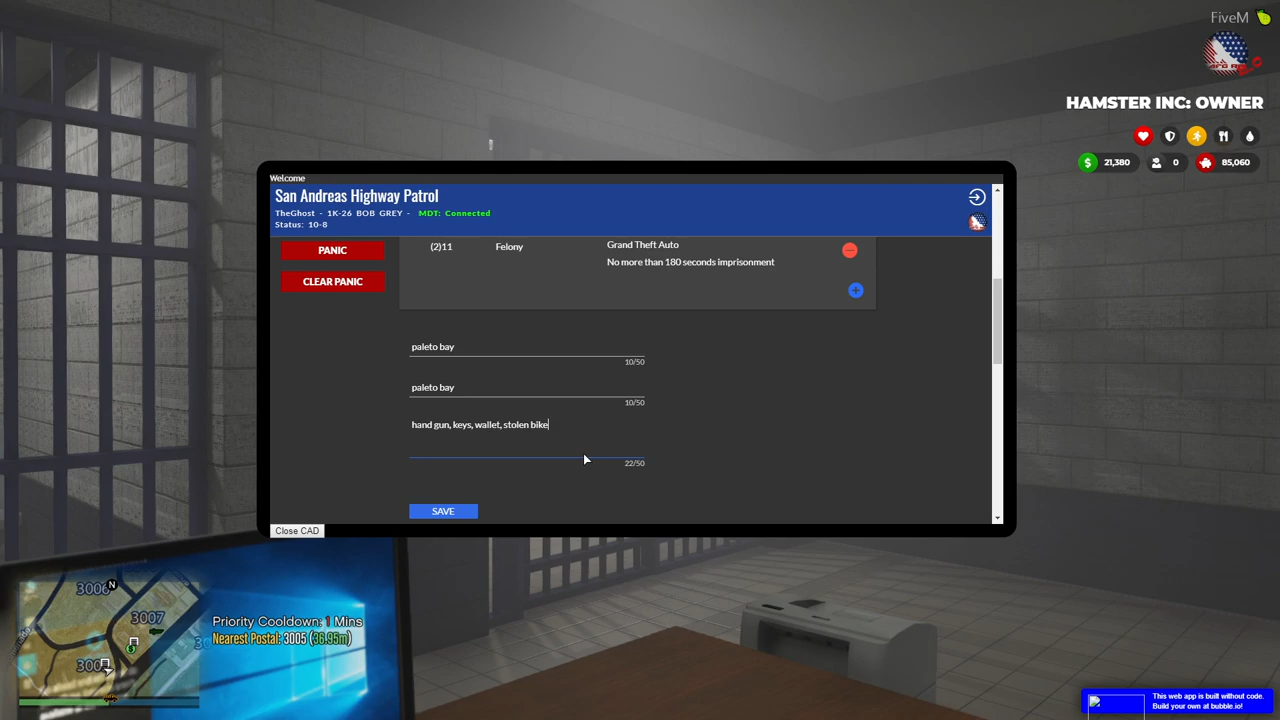 FiveM
HAMSTER INC: OWNER
21,380
0
85,060
Welcome
San Andreas Highway Patrol
TheGhost - 1K-26 BOB GREY - MDT: Connected
Status: 10-8
PANIC
CLEAR PANIC
(2)11 Felony Grand Theft Auto
No more than 180 seconds imprisonment
paleto bay
10/50
paleto bay
10/50
hand gun, keys, wallet, stolen bike
22/50
SAVE
Close CAD
N
3006
3007
Priority Cooldown: 1 Mins
Nearest Postal: 3005 (36.95m)
This web app is built without code.
Build your own at bubble.io!